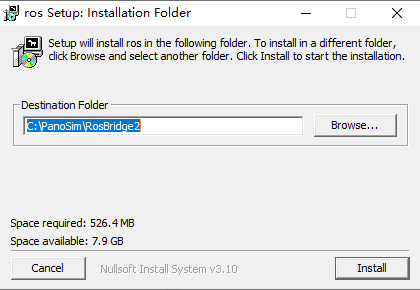 ros Setup: Installation Folder
Setup will install ros in the following folder. To install in a different folder,
click Browse and select another folder. Click Install to start the installation.
Destination Folder
C:\PanoSim\RosBridge2
Browse...
Space required: 526.4 MB
Space available: 7.9 GB
Cancel
Nullsoft Install System v3.10
Install